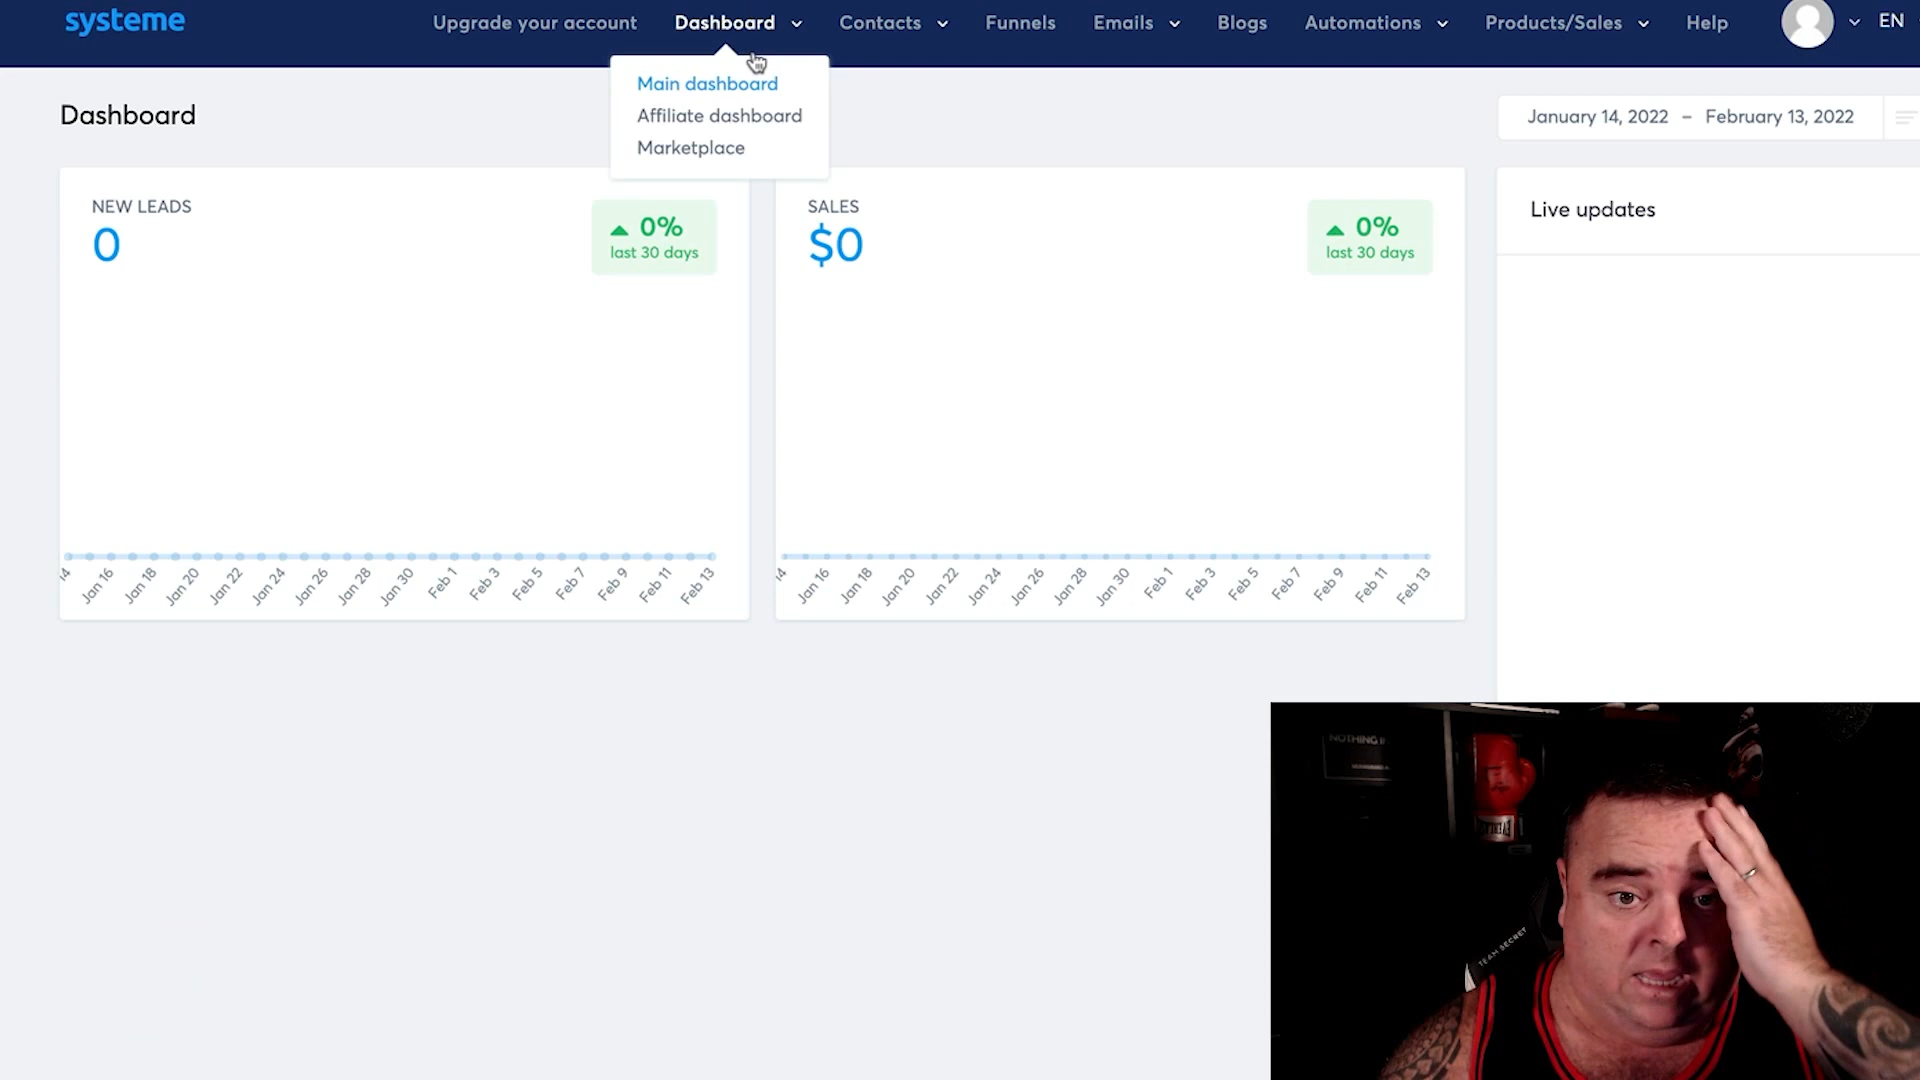 systeme
Upgrade your account
Dashboard
Contacts
Funnels
Emails
Blogs
Automations
Products/Sales
Help
EN
Main dashboard
Affiliate dashboard
Marketplace
Dashboard
January 14, 2022 – February 13, 2022
NEW LEADS
0
0%
last 30 days
14 Jan 16 Jan 18 Jan 20 Jan 22 Jan 24 Jan 26 Jan 28 Jan 30 Feb 1 Feb 3 Feb 5 Feb 7 Feb 9 Feb 11 Feb 13
SALES
$0
0%
last 30 days
14 Jan 16 Jan 18 Jan 20 Jan 22 Jan 24 Jan 26 Jan 28 Jan 30 Feb 1 Feb 3 Feb 5 Feb 7 Feb 9 Feb 11 Feb 13
Live updates
NOTHING
TEAM SECRET